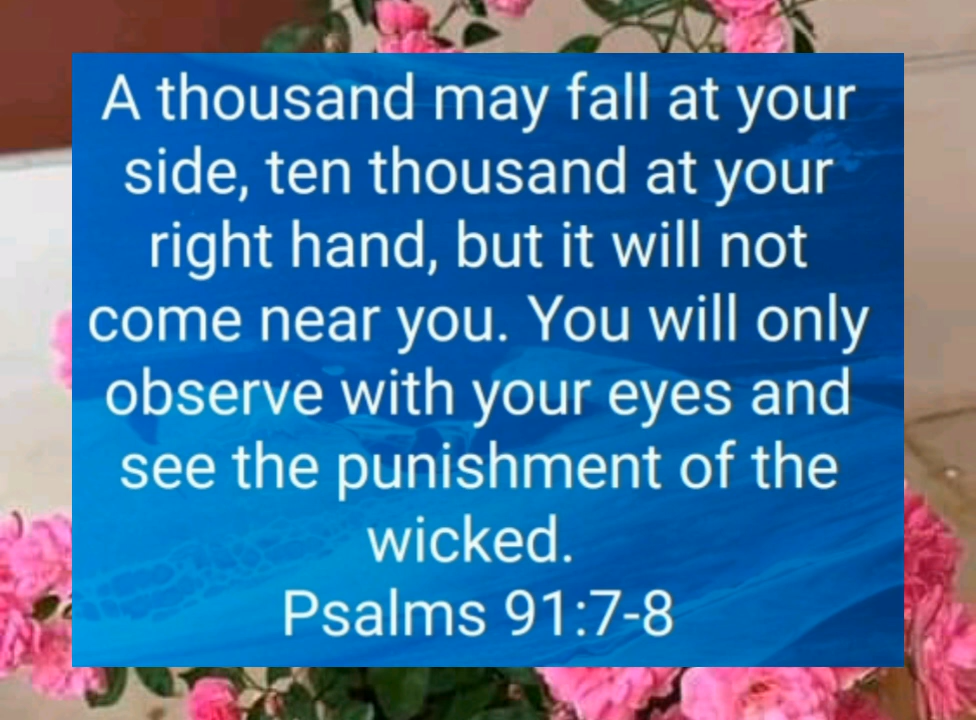 A thousand may fall at your
side, ten thousand at your
right hand, but it will not
come near you. You will only
observe with your eyes and
see the punishment of the
wicked.
Psalms 91:7-8